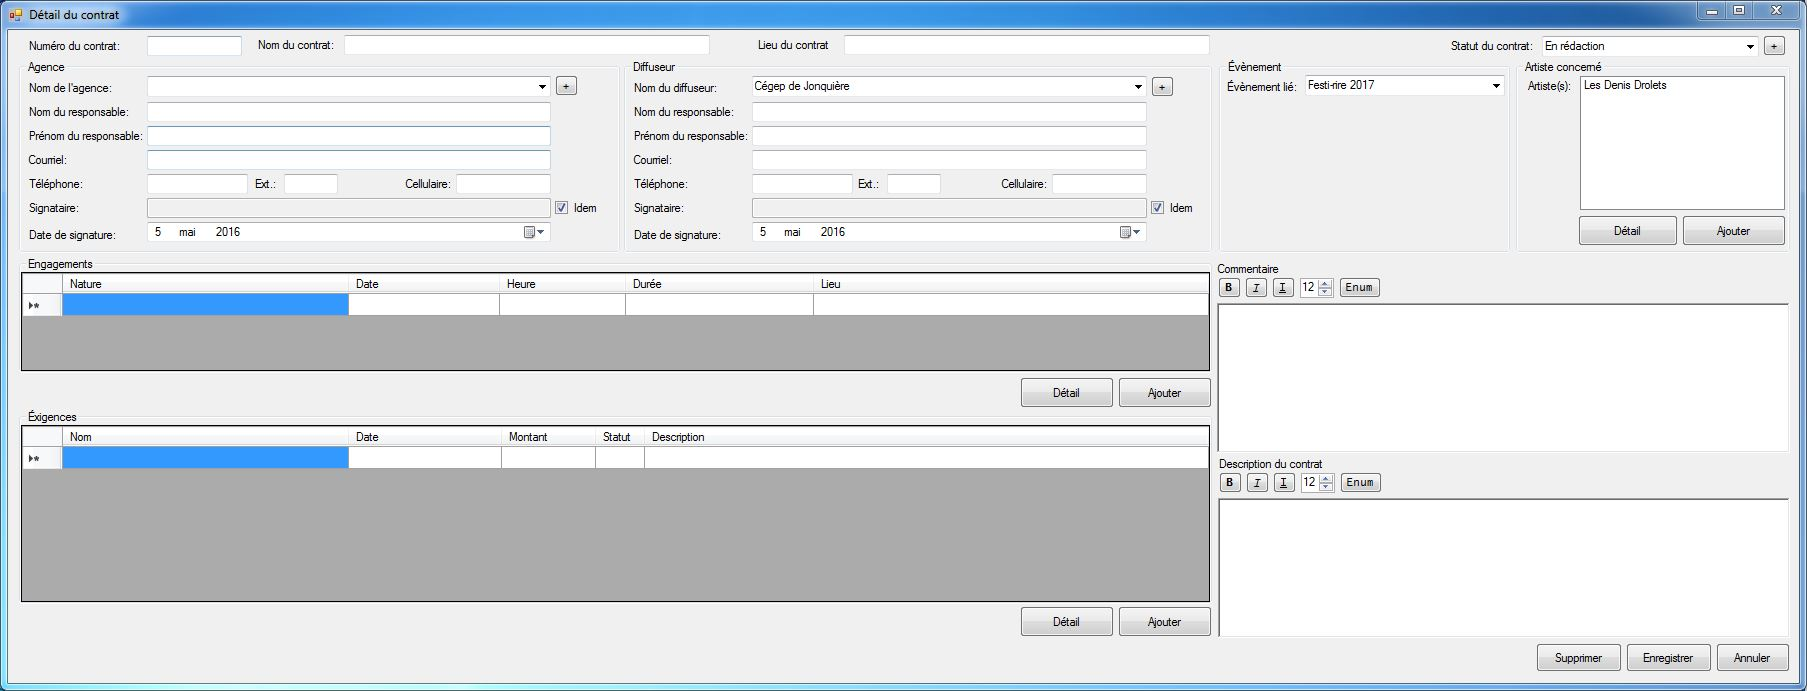 Détail du contrat
Numéro du contrat: Nom du contrat: Lieu du contrat Statut du contrat: En rédaction +
Agence
Nom de l'agence: +
Nom du responsable:
Prénom du responsable:
Courriel:
Téléphone: Ext.: Cellulaire:
Signataire: Idem
Date de signature: 5 mai 2016
Diffuseur
Nom du diffuseur: Cégep de Jonquière +
Nom du responsable:
Prénom du responsable:
Courriel:
Téléphone: Ext.: Cellulaire:
Signataire: Idem
Date de signature: 5 mai 2016
Évènement
Évènement lié: Festi-rire 2017
Artiste concerné
Artiste(s): Les Denis Drolets
Détail Ajouter
Engagements
Nature Date Heure Durée Lieu
Détail Ajouter
Éxigences
Nom Date Montant Statut Description
Détail Ajouter
Commentaire
B I I 12 Enum
Description du contrat
B I I 12 Enum
Supprimer Enregistrer Annuler